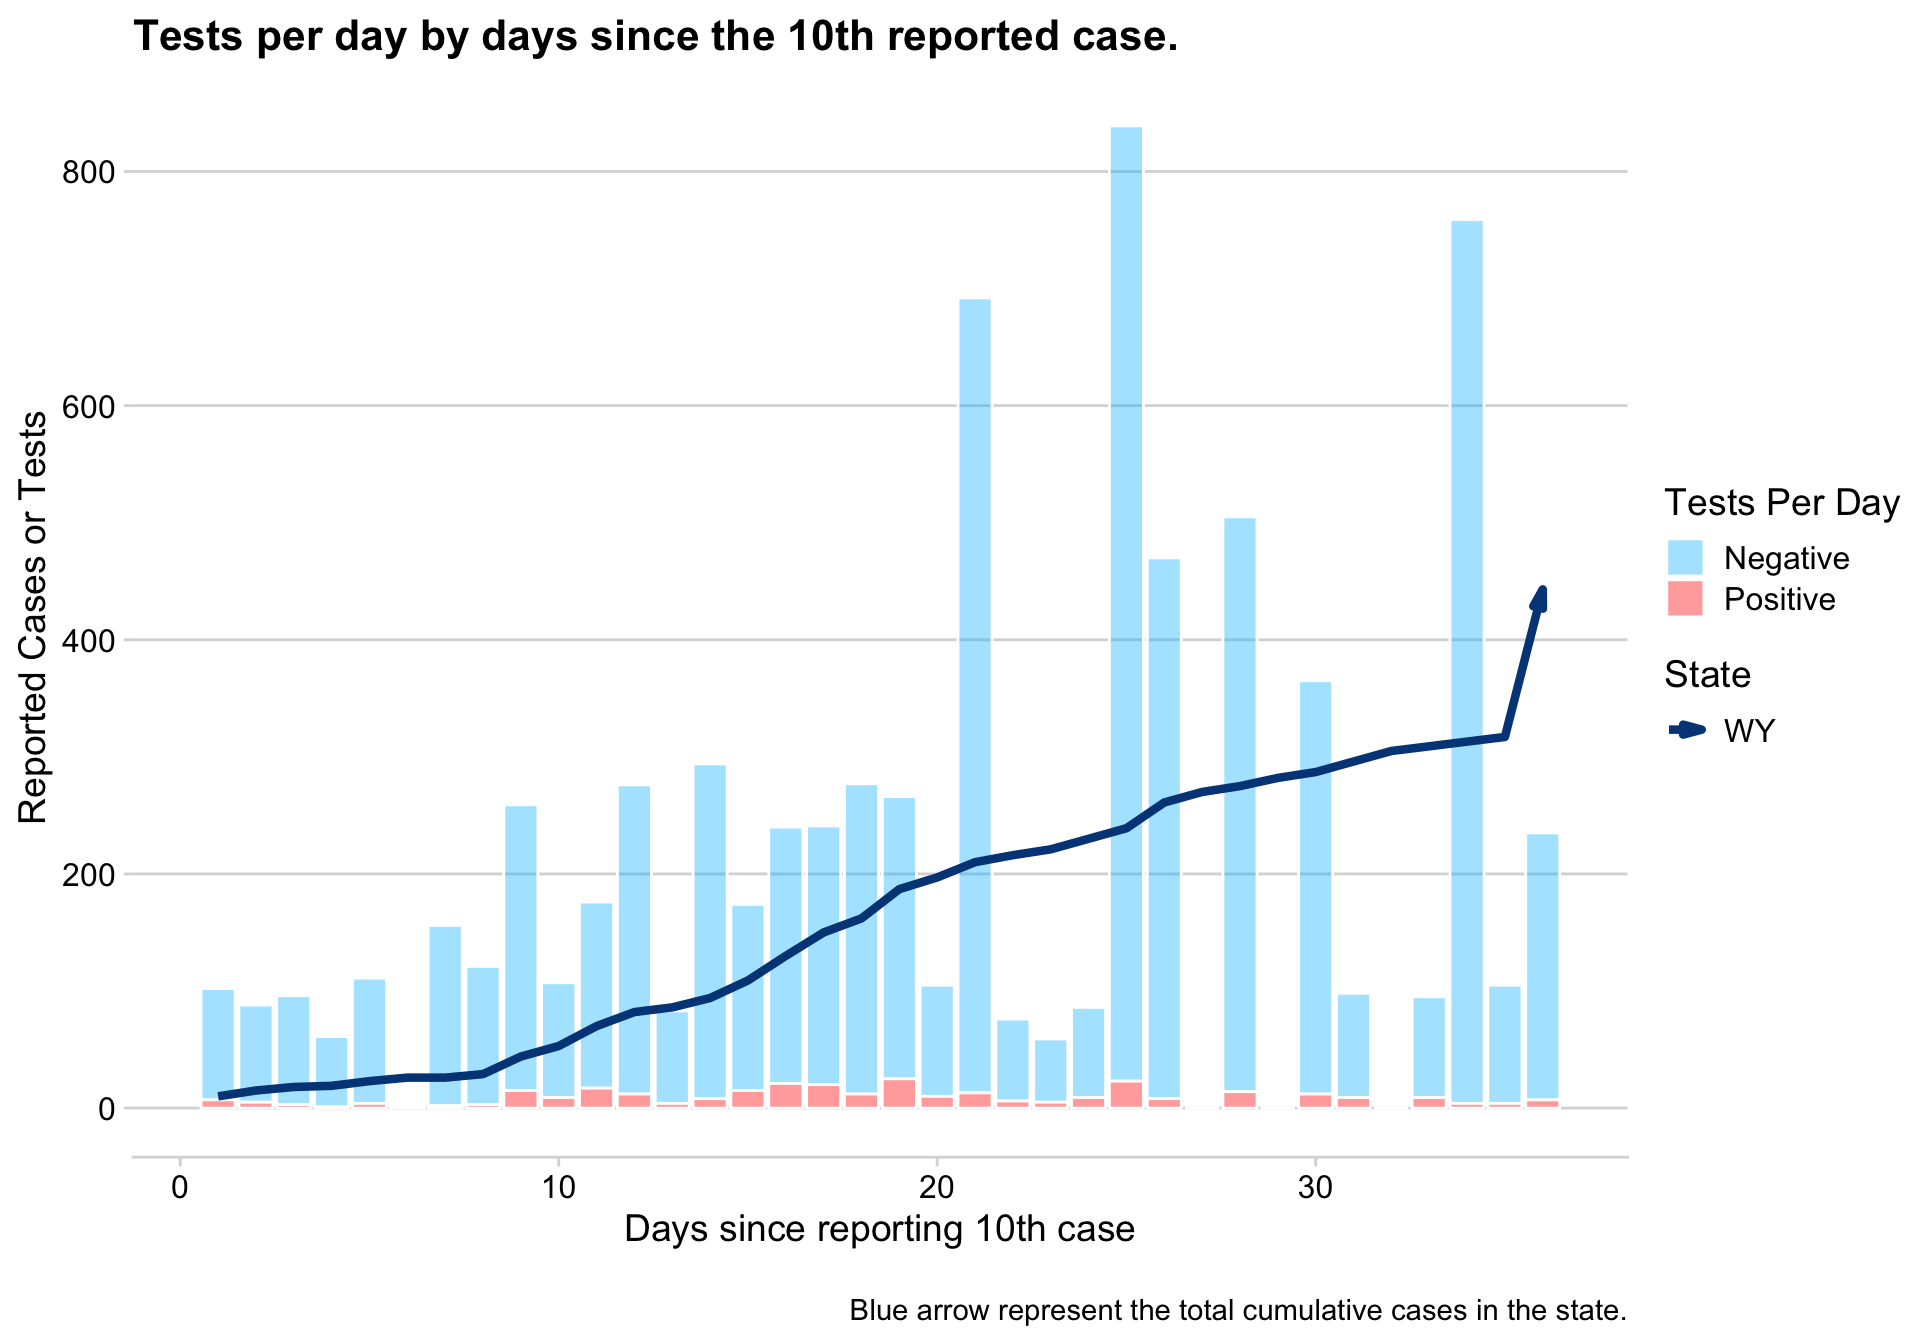 Tests per day by days since the 10th reported case.
800
600
400
200
0
Reported Cases or Tests
0 10 20 30
Days since reporting 10th case
Tests Per Day
Negative
Positive
State
WY
Blue arrow represent the total cumulative cases in the state.